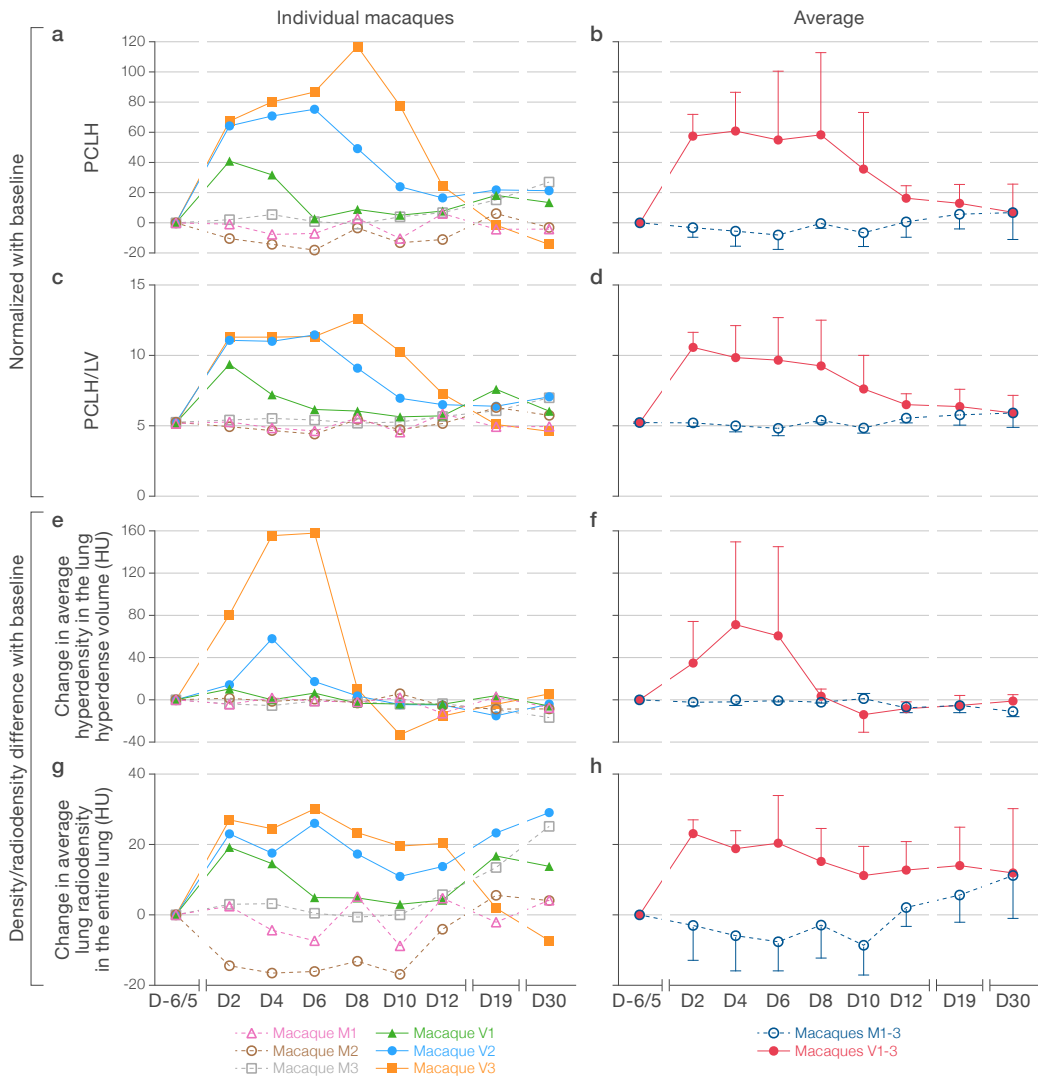 Individual macaques
Average
Normalized with baseline
a
PCLH
120
100
80
60
40
20
0
−20
b
c
PCLH/LV
15
10
5
0
d
Density/radiodensity difference with baseline
e
Change in average
hyperdensity in the lung
hyperdense volume (HU)
160
120
80
40
0
−40
f
g
Change in average
lung radiodensity
in the entire lung (HU)
40
20
0
−20
h
D−6/5 D2 D4 D6 D8 D10 D12 D19 D30
D−6/5 D2 D4 D6 D8 D10 D12 D19 D30
Macaque M1
Macaque M2
Macaque M3
Macaque V1
Macaque V2
Macaque V3
Macaques M1-3
Macaques V1-3